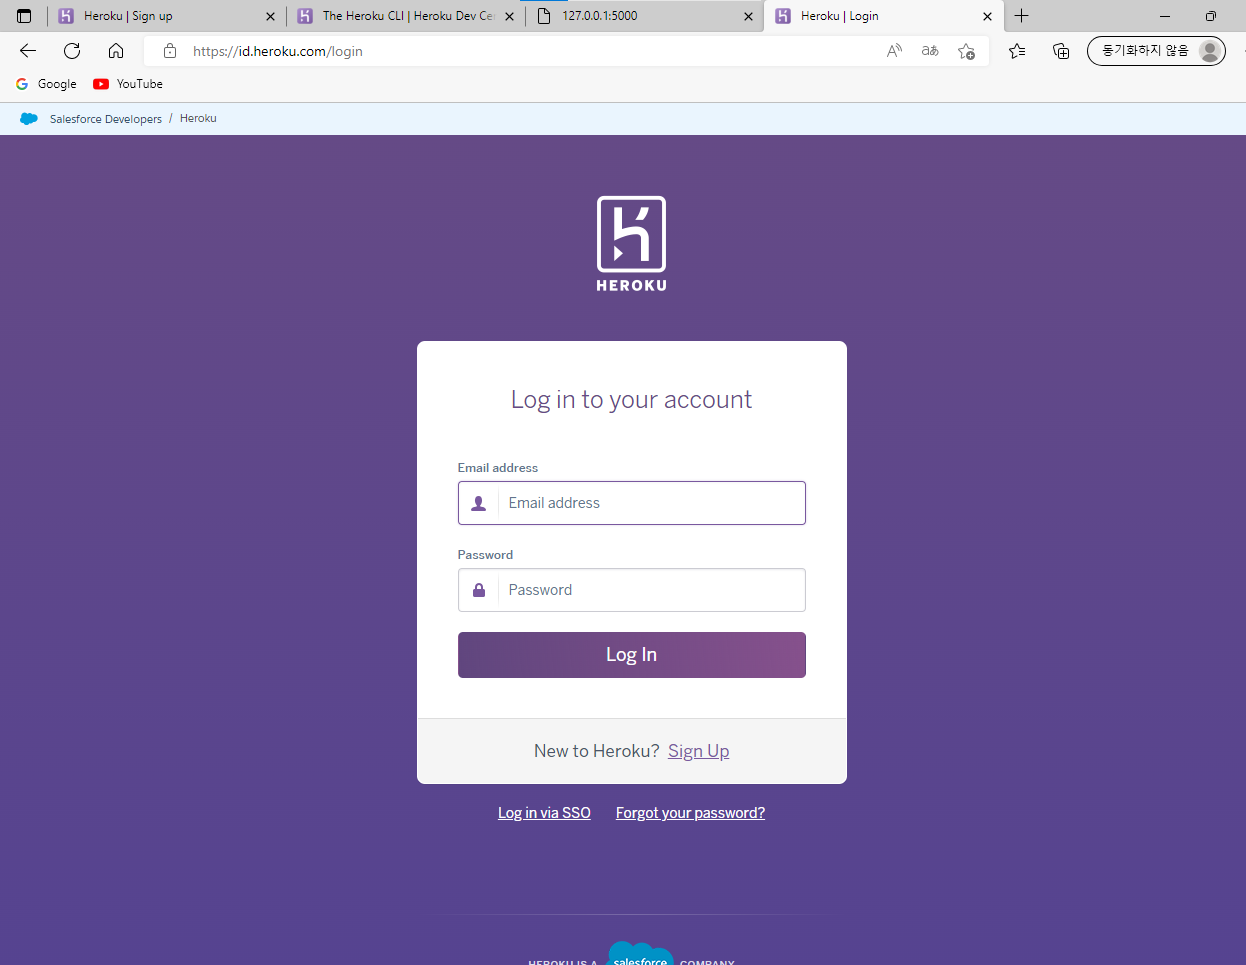 Heroku | Sign up
The Heroku CLI | Heroku Dev Ce
127.0.0.1:5000
Heroku | Login
https://id.heroku.com/login
동기화하지 않음
Google
YouTube
Salesforce Developers / Heroku
HEROKU
Log in to your account
Email address
Email address
Password
Password
Log In
New to Heroku? Sign Up
Log in via SSO Forgot your password?
HEROKU IS A salesforce COMPANY